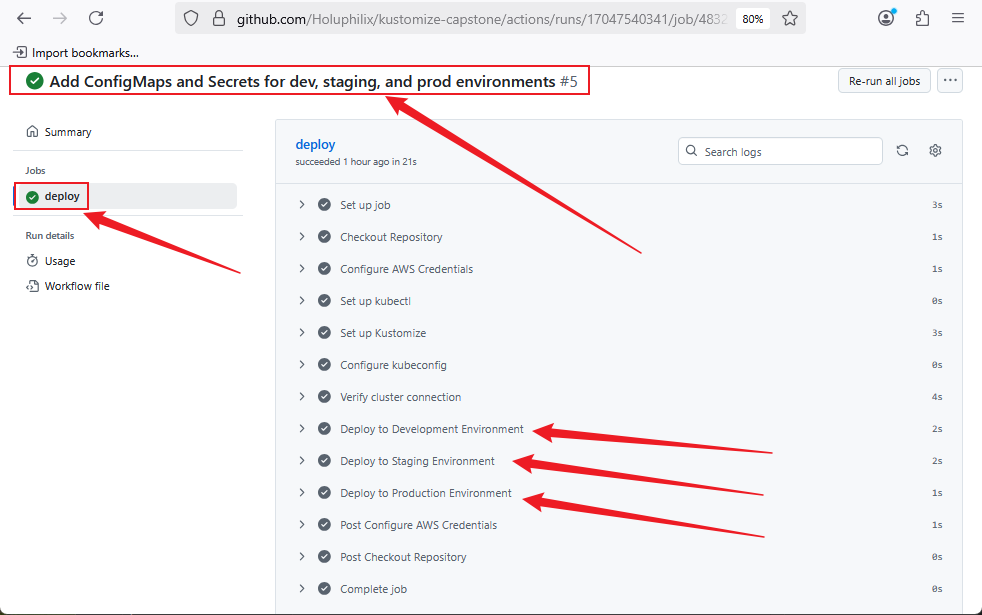 github.com/Holuphilix/kustomize-capstone/actions/runs/17047540341/job/4832
80%
Import bookmarks...
Add ConfigMaps and Secrets for dev, staging, and prod environments #5
Re-run all jobs
Summary
Jobs
deploy
Run details
Usage
Workflow file
deploy
succeeded 1 hour ago in 21s
Search logs
Set up job 3s
Checkout Repository 1s
Configure AWS Credentials 1s
Set up kubectl 0s
Set up Kustomize 3s
Configure kubeconfig 0s
Verify cluster connection 4s
Deploy to Development Environment 2s
Deploy to Staging Environment 2s
Deploy to Production Environment 1s
Post Configure AWS Credentials 1s
Post Checkout Repository 0s
Complete job 0s